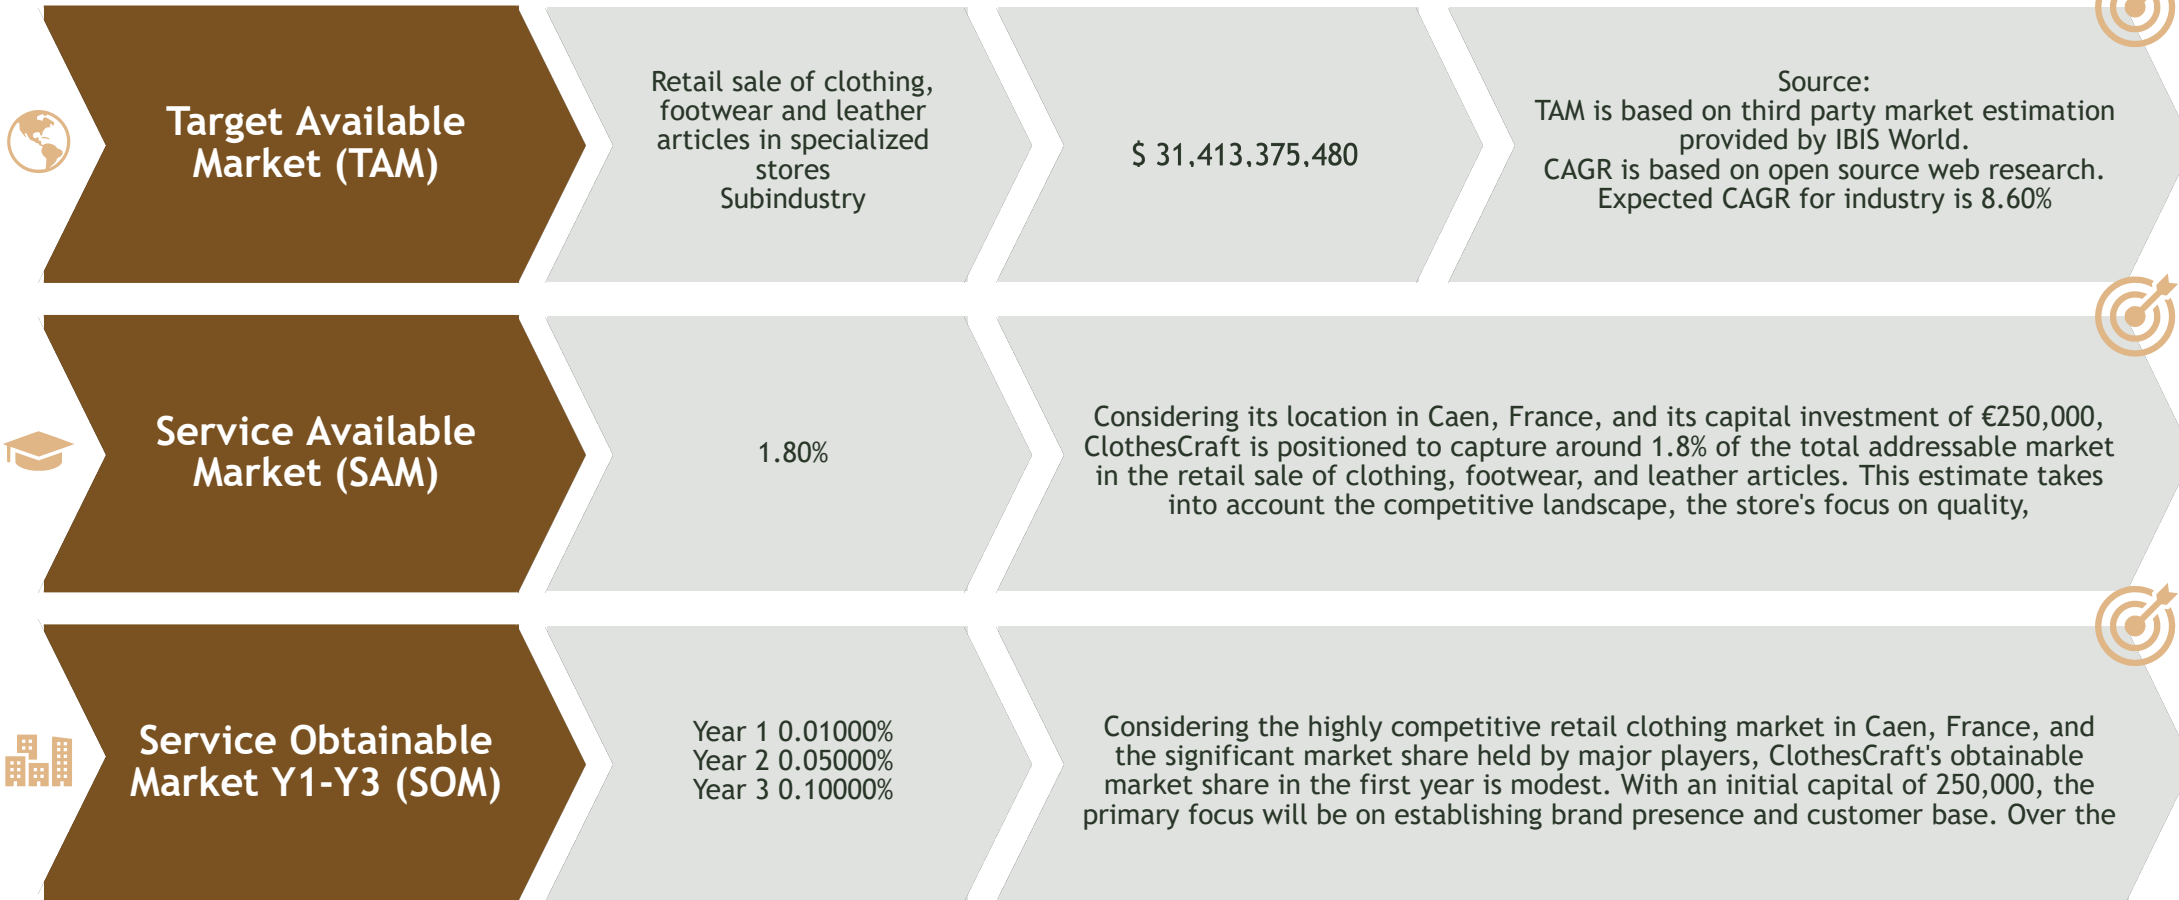 Target Available
Market (TAM)
Retail sale of clothing,
footwear and leather
articles in specialized
stores
Subindustry
$ 31,413,375,480
Source:
TAM is based on third party market estimation
provided by IBIS World.
CAGR is based on open source web research.
Expected CAGR for industry is 8.60%
Service Available
Market (SAM)
1.80%
Considering its location in Caen, France, and its capital investment of €250,000,
ClothesCraft is positioned to capture around 1.8% of the total addressable market
in the retail sale of clothing, footwear, and leather articles. This estimate takes
into account the competitive landscape, the store's focus on quality,
Service Obtainable
Market Y1-Y3 (SOM)
Year 1 0.01000%
Year 2 0.05000%
Year 3 0.10000%
Considering the highly competitive retail clothing market in Caen, France, and
the significant market share held by major players, ClothesCraft's obtainable
market share in the first year is modest. With an initial capital of 250,000, the
primary focus will be on establishing brand presence and customer base. Over the